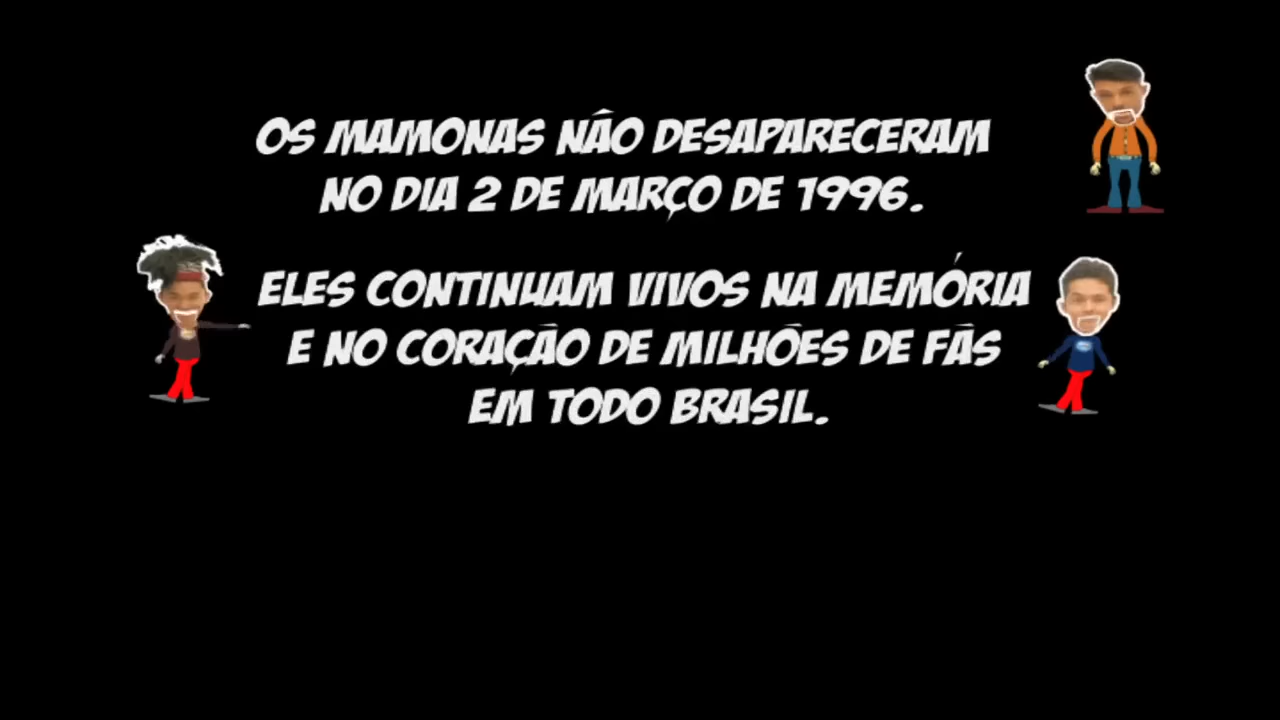 OS MAMONAS NÃO DESAPARECERAM
NO DIA 2 DE MARÇO DE 1996.
ELES CONTINUAM VIVOS NA MEMÓRIA
E NO CORAÇÃO DE MILHÕES DE FÃS
EM TODO BRASIL.